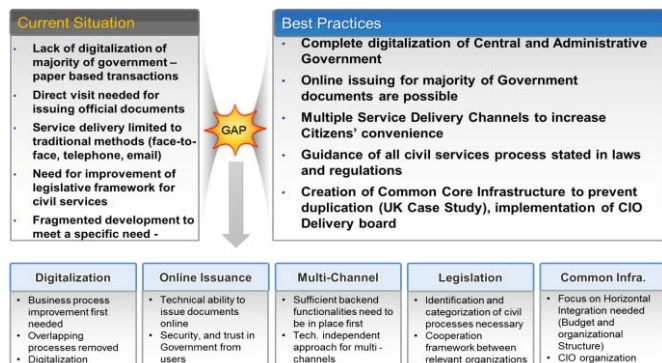 Current Situation
Lack of digitalization of
majority of government –
paper based transactions
Direct visit needed for
issuing official documents
Service delivery limited to
traditional methods (face-to-
face, telephone, email)
Need for improvement of
legislative framework for
civil services
Fragmented development to
meet a specific need -
GAP
Best Practices
Complete digitalization of Central and Administrative
Government
Online issuing for majority of Government
documents are possible
Multiple Service Delivery Channels to increase
Citizens' convenience
Guidance of all civil services process stated in laws
and regulations
Creation of Common Core Infrastructure to prevent
duplication (UK Case Study), implementation of CIO
Delivery board
Digitalization
Business process
improvement first
needed
Overlapping
processes removed
Digitalization
Online Issuance
Technical ability to
issue documents
online
Security, and trust in
Government from
users
Multi-Channel
Sufficient backend
functionalities need to
be in place first
Tech. independent
approach for multi -
channels
Legislation
Identification and
categorization of civil
processes necessary
Cooperation
framework between
relevant organizations
Common Infra.
Focus on Horizontal
Integration needed
(Budget and
organizational
Structure)
CIO organization